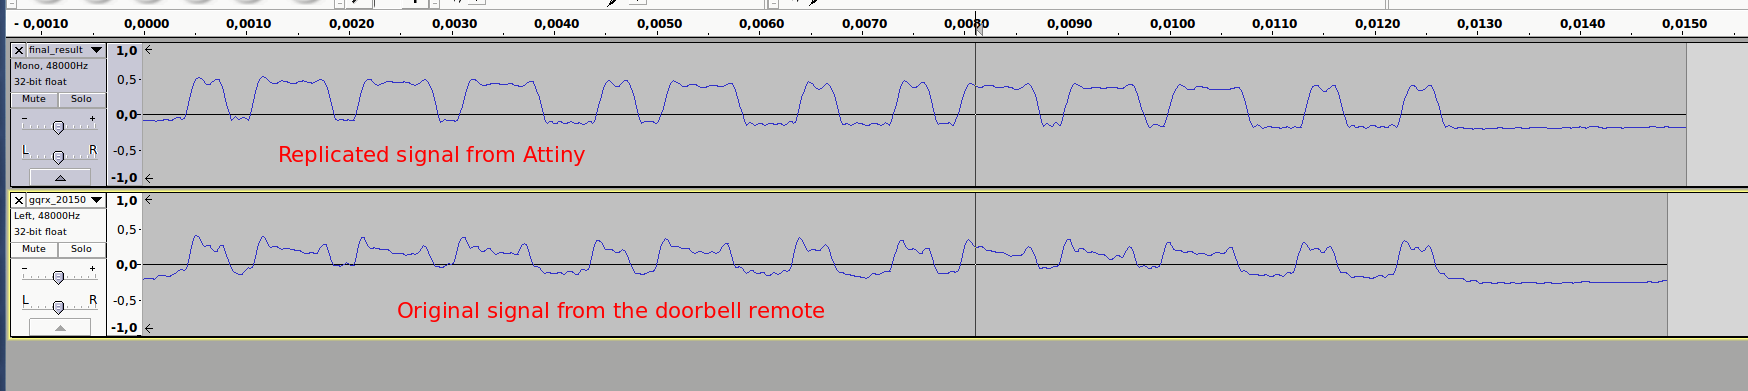 - 0,0010 0,0000 0,0010 0,0020 0,0030 0,0040 0,0050 0,0060 0,0070 0,0080 0,0090 0,0100 0,0110 0,0120 0,0130 0,0140 0,0150
final_result
Mono, 48000Hz
32-bit float
Mute Solo
- +
L R
1,0
0,5
0,0
-0,5
-1,0
Replicated signal from Attiny
gqrx_20150
Left, 48000Hz
32-bit float
Mute Solo
- +
L R
1,0
0,5
0,0
-0,5
-1,0
Original signal from the doorbell remote